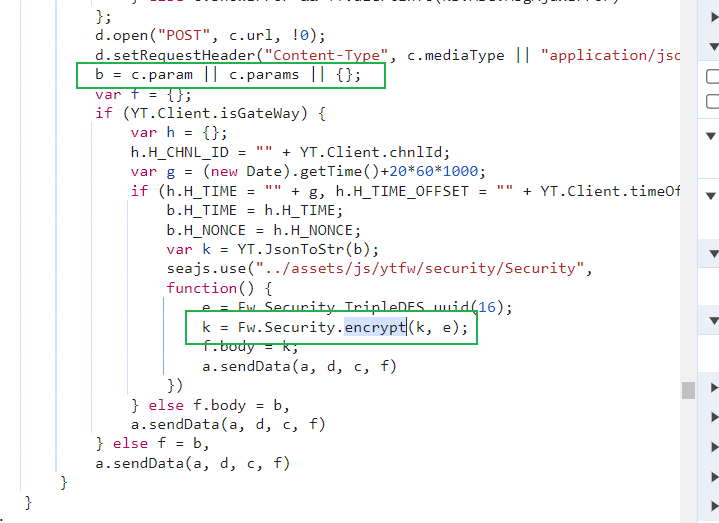 };
d.open("POST", c.url, !0);
d.setRequestHeader("Content-Type", c.mediaType || "application/jso
b = c.param || c.params || {};
var f = {};
if (YT.Client.isGateWay) {
var h = {};
h.H_CHNL_ID = "" + YT.Client.chnlId;
var g = (new Date).getTime()+20*60*1000;
if (h.H_TIME = "" + g, h.H_TIME_OFFSET = "" + YT.Client.timeOf
b.H_TIME = h.H_TIME;
b.H_NONCE = h.H_NONCE;
var k = YT.JsonToStr(b);
seajs.use("../assets/js/ytfw/security/Security",
function() {
e = Fw.Security.TripleDES.uuid(16);
k = Fw.Security.encrypt(k, e);
f.body = k;
a.sendData(a, d, c, f)
})
} else f.body = b,
a.sendData(a, d, c, f)
} else f = b,
a.sendData(a, d, c, f)
}
}